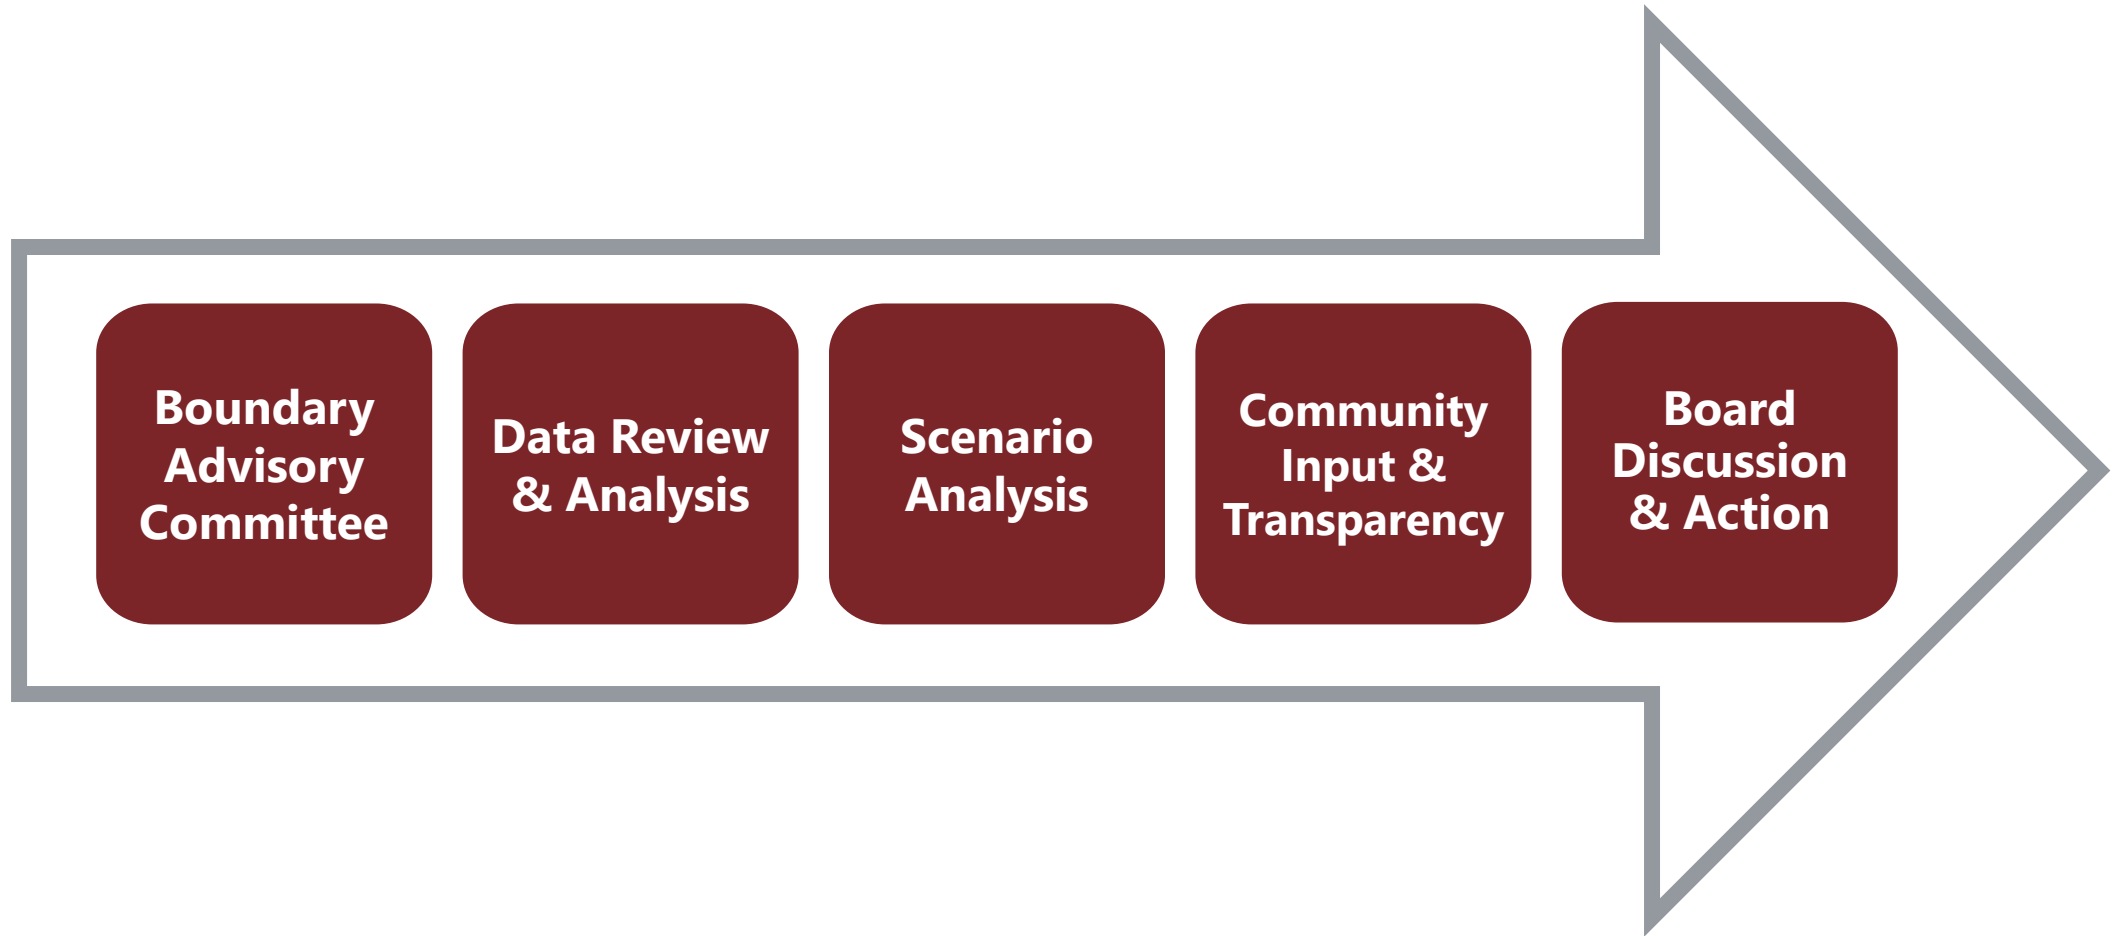 Boundary
Advisory
Committee
Data Review
& Analysis
Scenario
Analysis
Community
Input &
Transparency
Board
Discussion
& Action